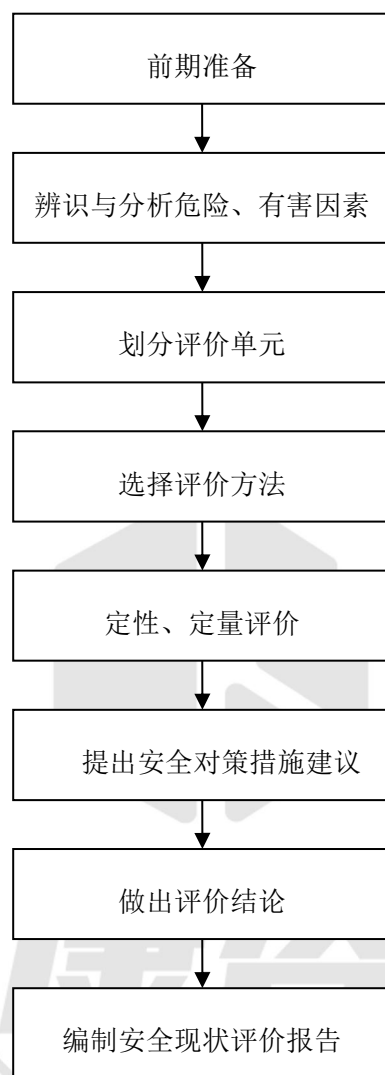 前期准备
辨识与分析危险、有害因素
划分评价单元
选择评价方法
定性、定量评价
提出安全对策措施建议
做出评价结论
编制安全现状评价报告